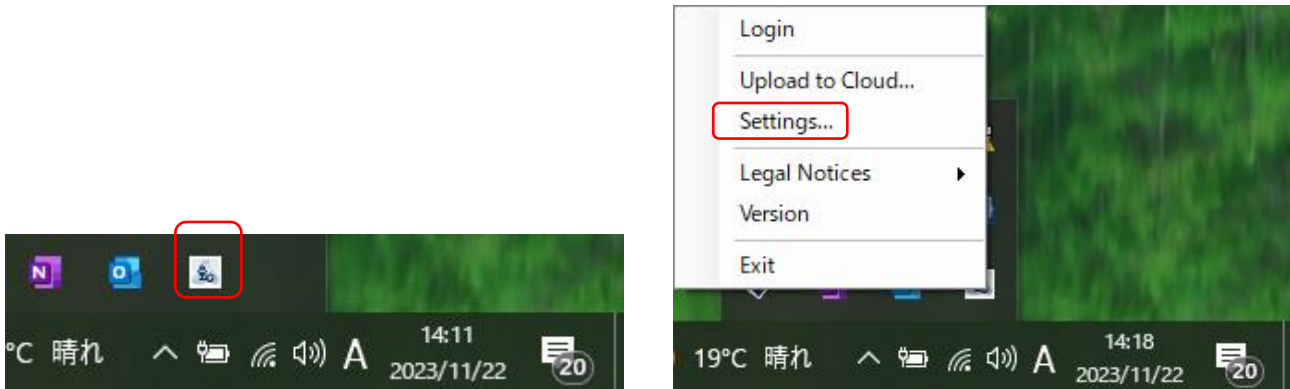 °C 晴れ A 14:11
2023/11/22 20
Login
Upload to Cloud...
Settings...
Legal Notices
Version
Exit
19°C 晴れ A 14:18
2023/11/22 20